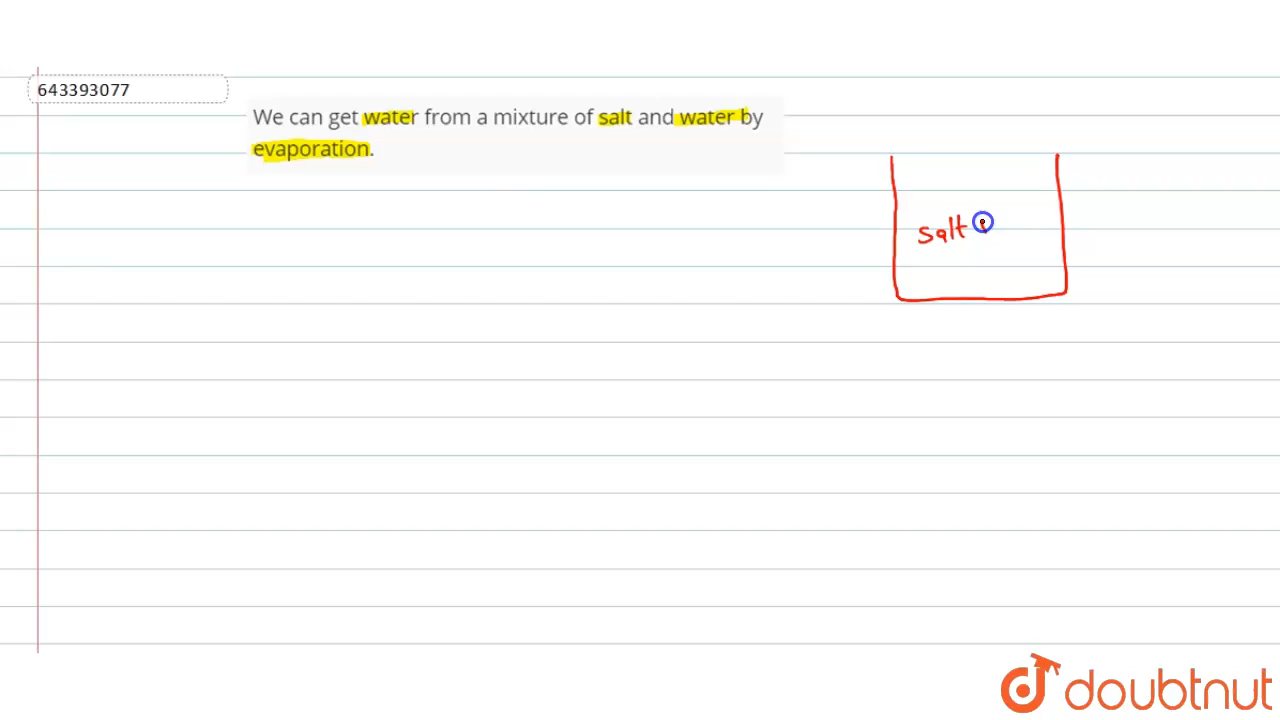 643393077
We can get water from a mixture of salt and water by
evaporation.
salt
doubtnut